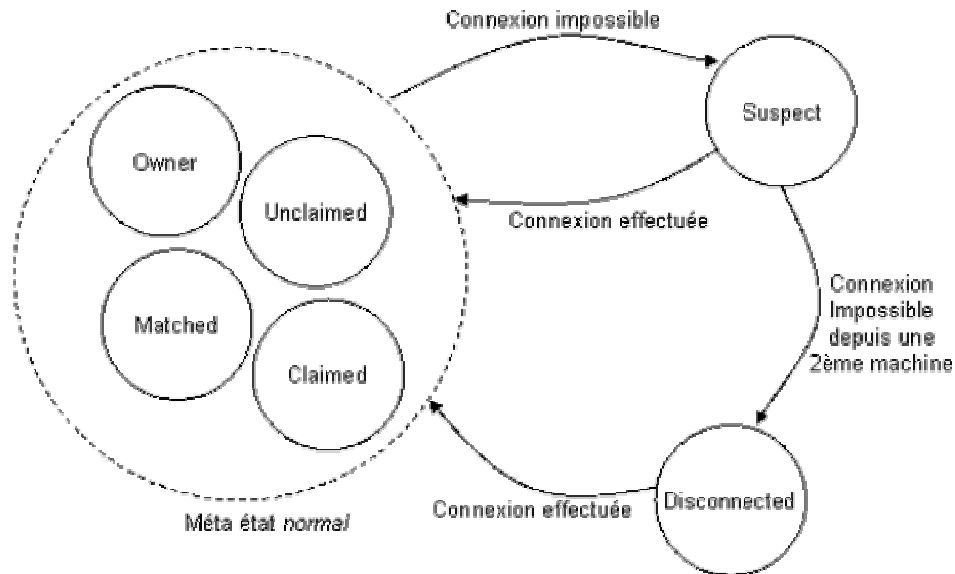 Connexion impossible
Suspect
Owner
Unclaimed
Connexion effectuée
Matched
Claimed
Connexion
Impossible
depuis une
2ème machine
Disconnected
Connexion effectuée
Méta état normal